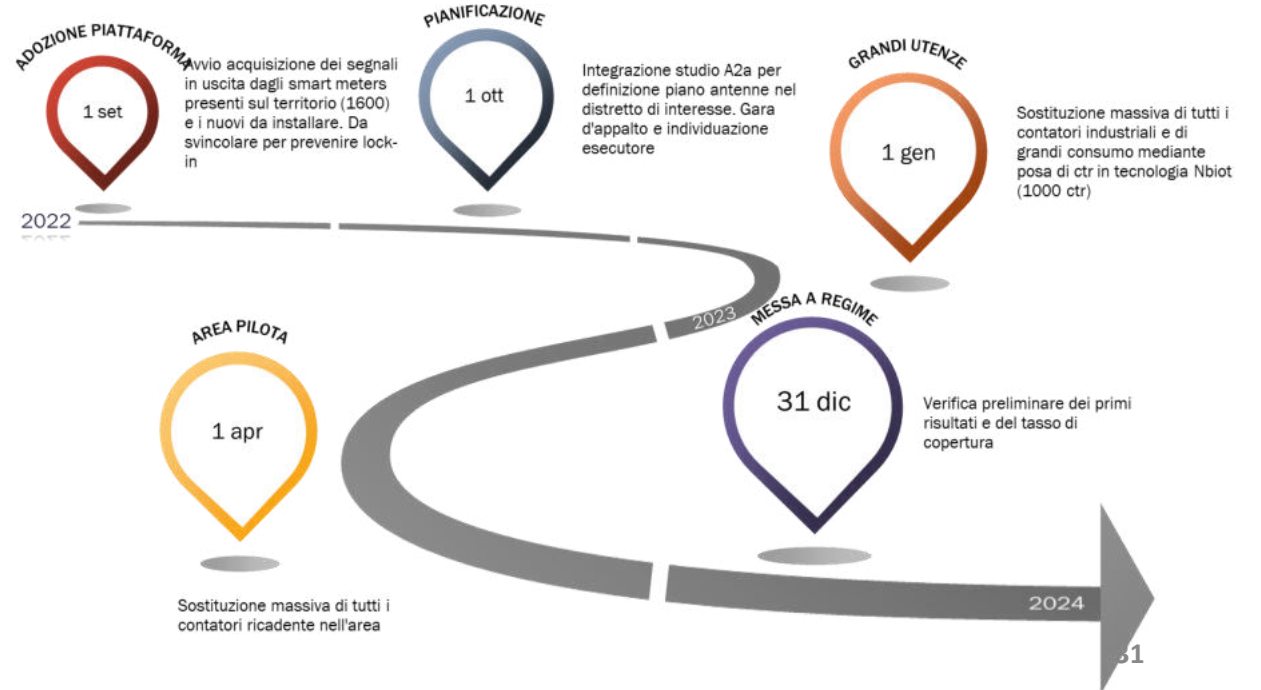 ADOZIONE PIATTAFORMA
1 set
Avvio acquisizione dei segnali
in uscita dagli smart meters
presenti sul territorio (1600)
e i nuovi da installare. Da
svincolare per prevenire lock-
in
PIANIFICAZIONE
1 ott
Integrazione studio A2a per
definizione piano antenne nel
distretto di interesse. Gara
d'appalto e individuazione
esecutore
GRANDI UTENZE
1 gen
Sostituzione massiva di tutti i
contatori industriali e di
grandi consumo mediante
posa di ctr in tecnologia Nbiot
(1000 ctr)
2022
2023
AREA PILOTA
1 apr
Sostituzione massiva di tutti i
contatori ricadente nell'area
MESSA A REGIME
31 dic
Verifica preliminare dei primi
risultati e del tasso di
copertura
2024
31